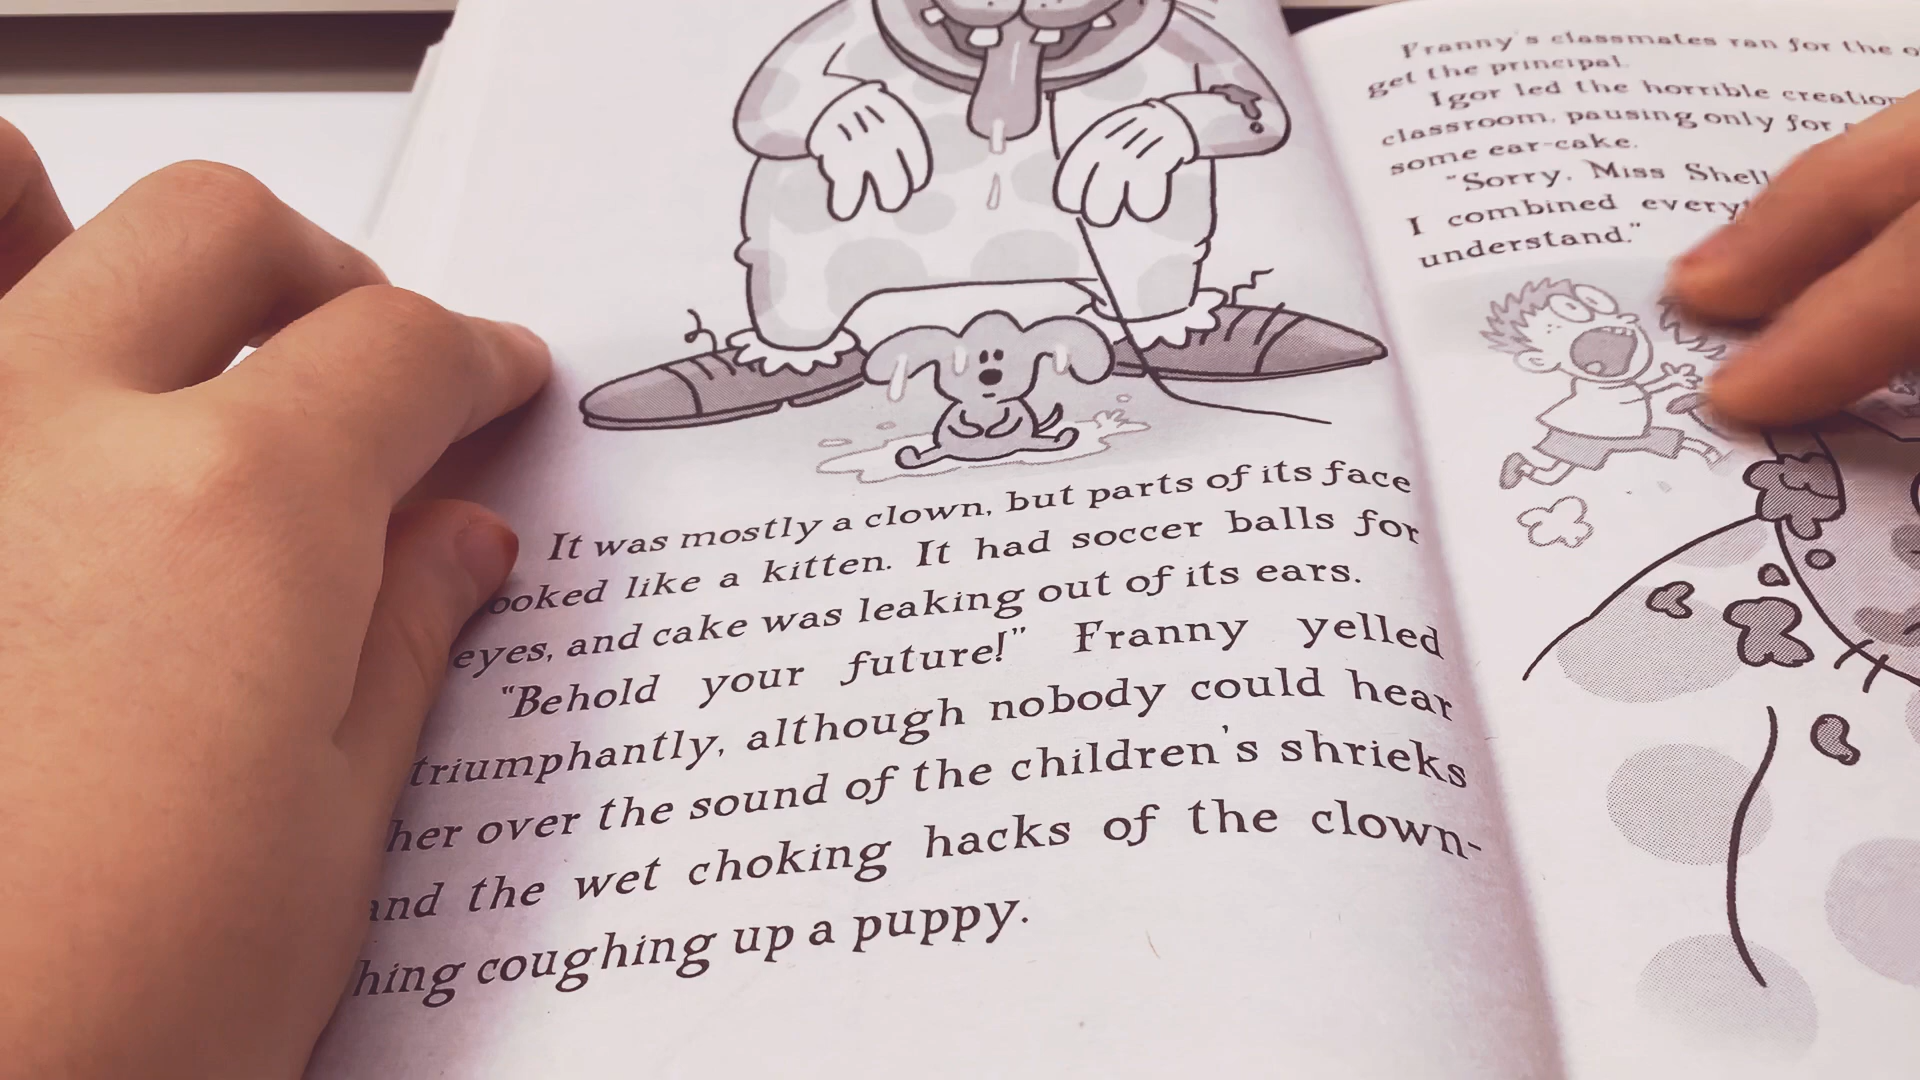 It was mostly a clown, but parts of its face
ooked like a kitten. It had soccer balls for
eyes, and cake was leaking out of its ears.
"Behold your future!" Franny yelled
triumphantly, although nobody could hear
her over the sound of the children's shrieks
and the wet choking hacks of the clown-
hing coughing up a puppy.
Franny's classmates ran for the
get the principal.
Igor led the horrible creation
classroom, pausing only for
some ear-cake.
"Sorry, Miss Shell
I combined every
understand."